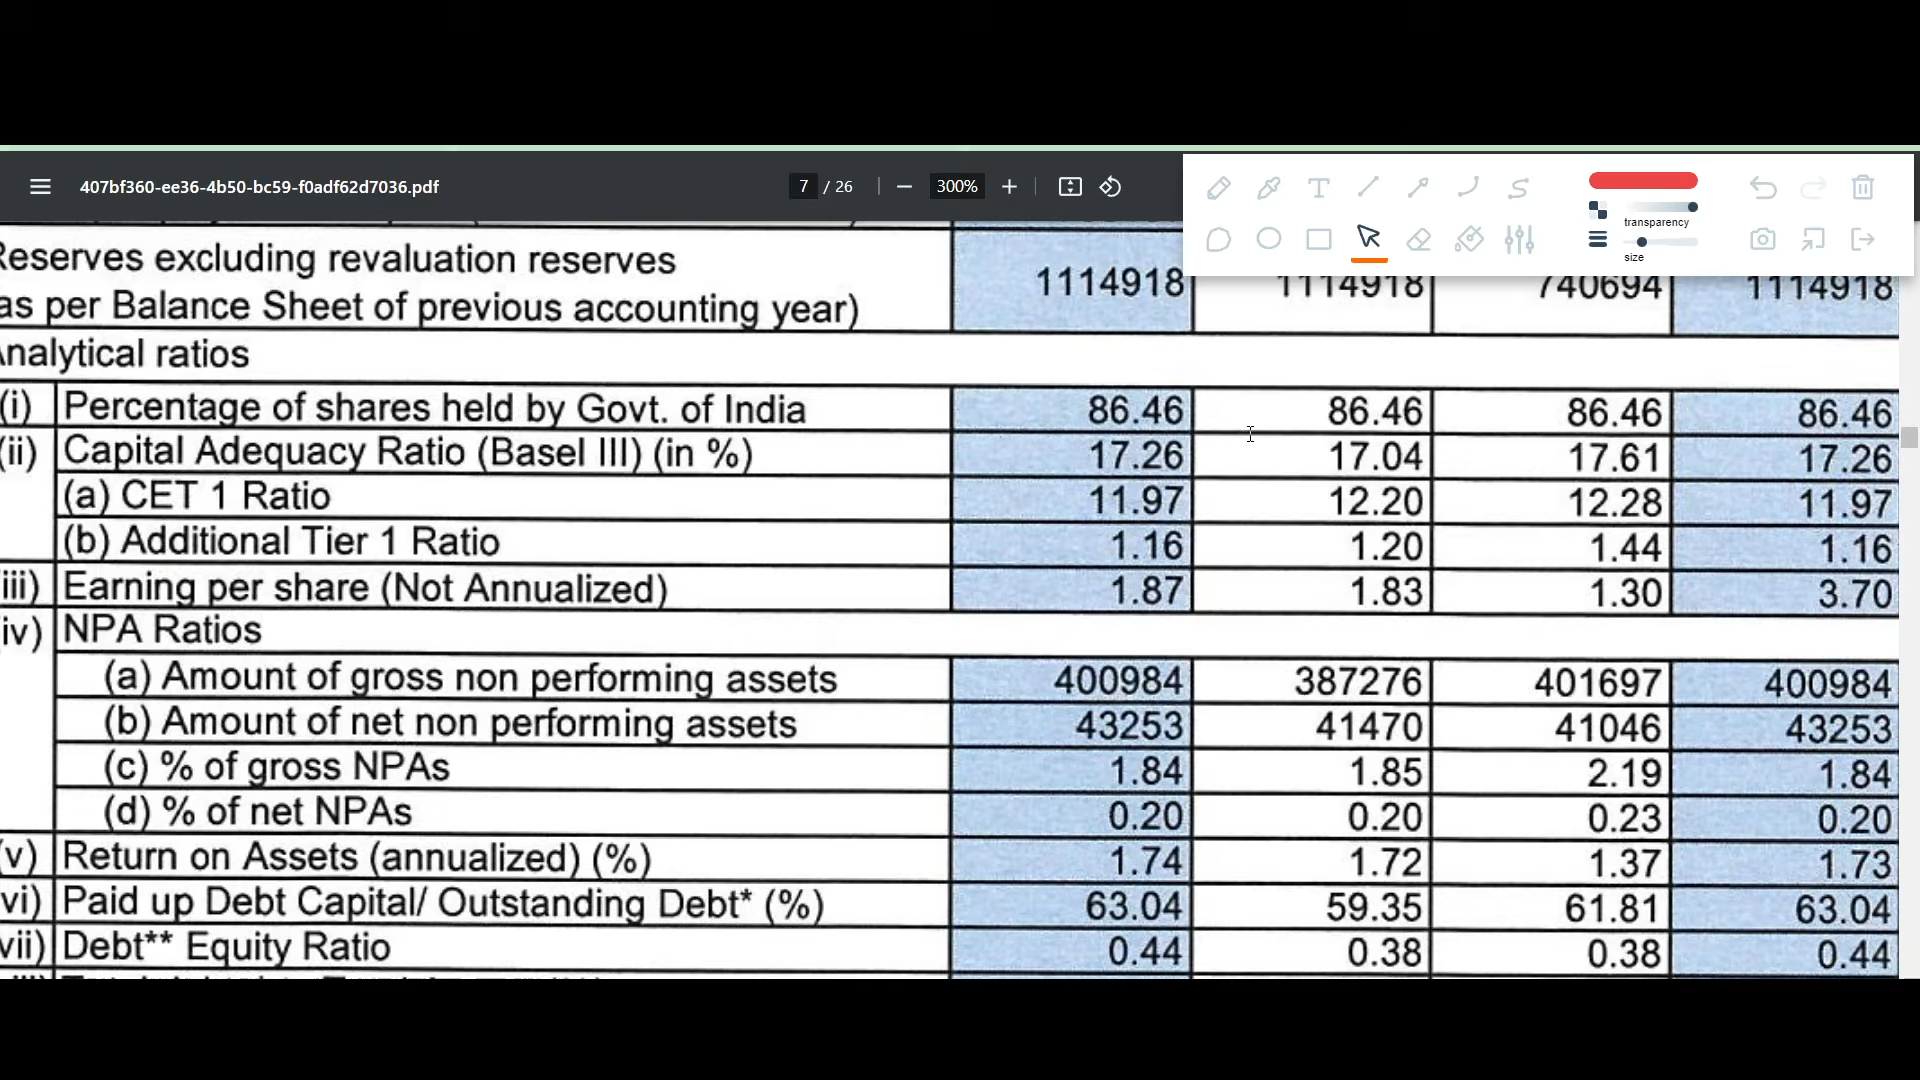 407bf360-ee36-4b50-bc59-f0adf62d7036.pdf 7 / 26 300%
transparency
size
Reserves excluding revaluation reserves
as per Balance Sheet of previous accounting year) 1114918 1114918 740694 1114918
Analytical ratios
(i) Percentage of shares held by Govt. of India 86.46 86.46 86.46 86.46
(ii) Capital Adequacy Ratio (Basel III) (in %) 17.26 17.04 17.61 17.26
(a) CET 1 Ratio 11.97 12.20 12.28 11.97
(b) Additional Tier 1 Ratio 1.16 1.20 1.44 1.16
iii) Earning per share (Not Annualized) 1.87 1.83 1.30 3.70
iv) NPA Ratios
(a) Amount of gross non performing assets 400984 387276 401697 400984
(b) Amount of net non performing assets 43253 41470 41046 43253
(c) % of gross NPAs 1.84 1.85 2.19 1.84
(d) % of net NPAs 0.20 0.20 0.23 0.20
v) Return on Assets (annualized) (%) 1.74 1.72 1.37 1.73
vi) Paid up Debt Capital/ Outstanding Debt* (%) 63.04 59.35 61.81 63.04
vii) Debt** Equity Ratio 0.44 0.38 0.38 0.44